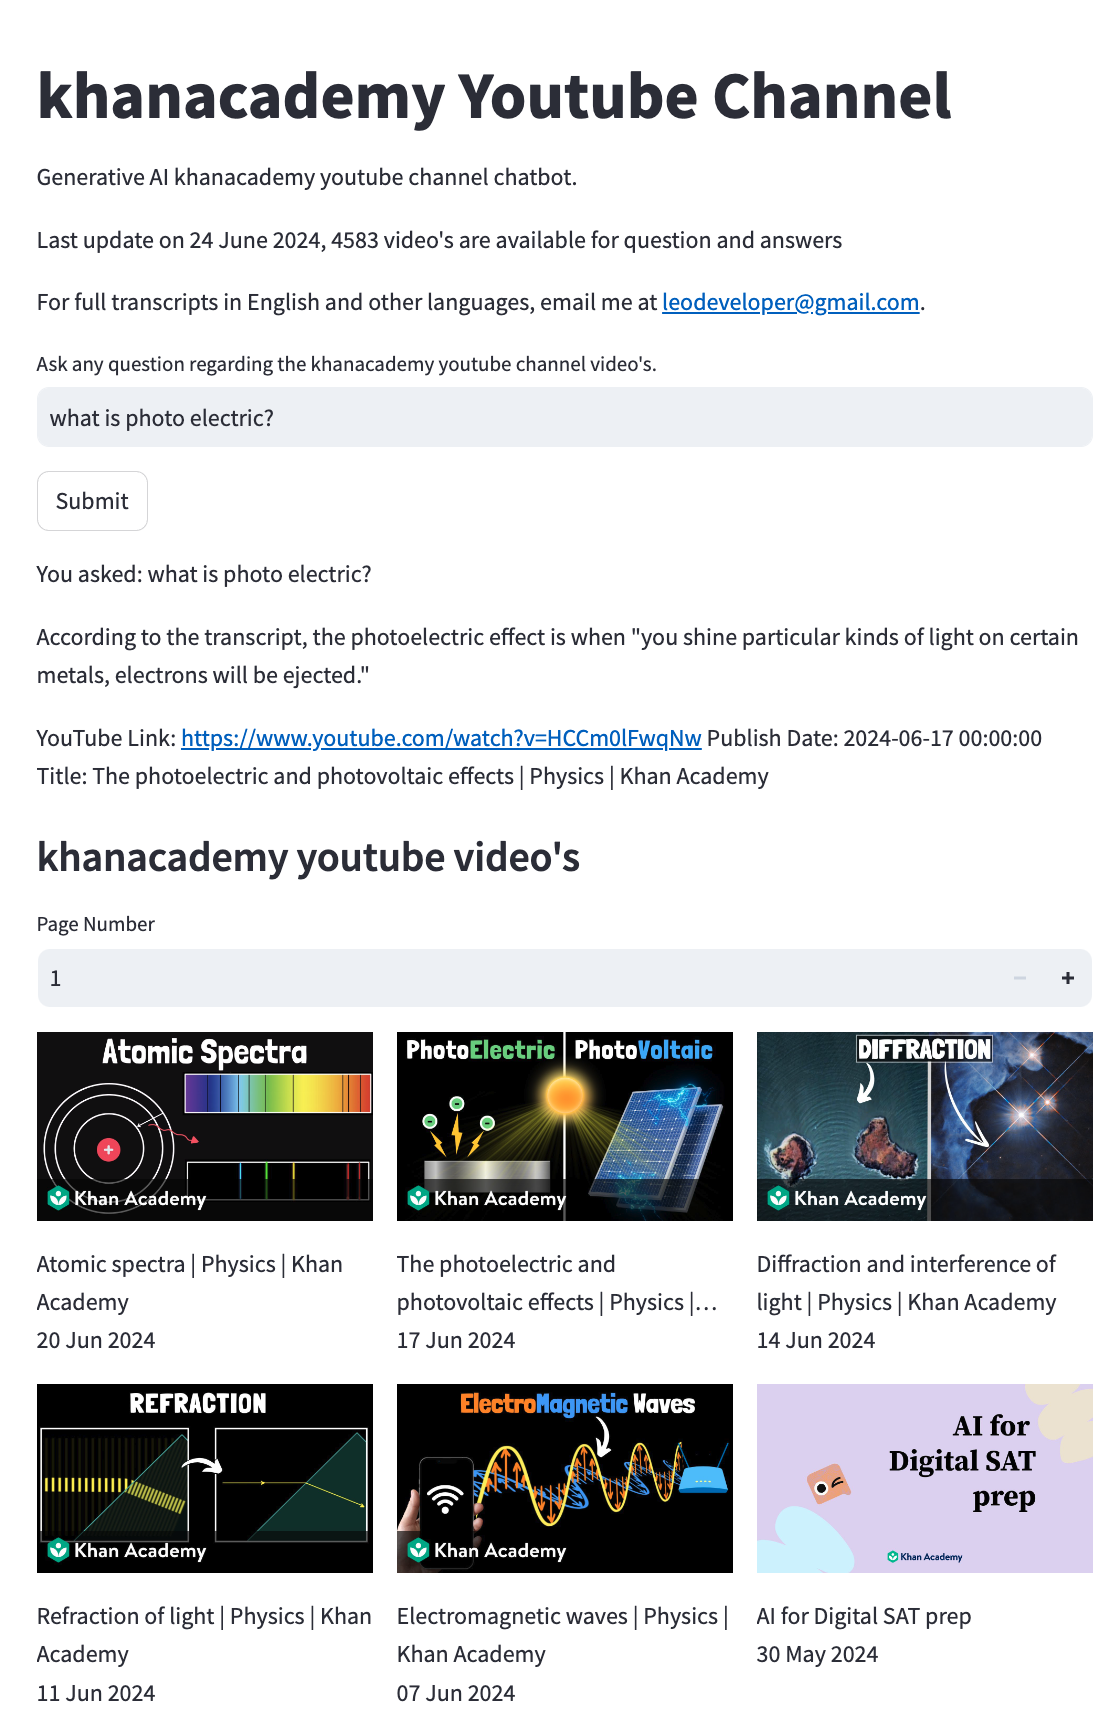 khanacademy Youtube Channel
Generative AI khanacademy youtube channel chatbot.
Last update on 24 June 2024, 4583 video's are available for question and answers
For full transcripts in English and other languages, email me at leodeveloper@gmail.com.
Ask any question regarding the khanacademy youtube channel video's.
what is photo electric?
Submit
You asked: what is photo electric?
According to the transcript, the photoelectric effect is when "you shine particular kinds of light on certain
metals, electrons will be ejected."
YouTube Link: https://www.youtube.com/watch?v=HCCm0lFwqNw Publish Date: 2024-06-17 00:00:00
Title: The photoelectric and photovoltaic effects | Physics | Khan Academy
khanacademy youtube video's
Page Number
1
Atomic Spectra
Khan Academy
Atomic spectra | Physics | Khan
Academy
20 Jun 2024
PhotoElectric PhotoVoltaic
Khan Academy
The photoelectric and
photovoltaic effects | Physics |...
17 Jun 2024
DIFFRACTION
Khan Academy
Diffraction and interference of
light | Physics | Khan Academy
14 Jun 2024
REFRACTION
Khan Academy
Refraction of light | Physics | Khan
Academy
11 Jun 2024
ElectroMagnetic Waves
Khan Academy
Electromagnetic waves | Physics |
Khan Academy
07 Jun 2024
AI for
Digital SAT
prep
Khan Academy
AI for Digital SAT prep
30 May 2024